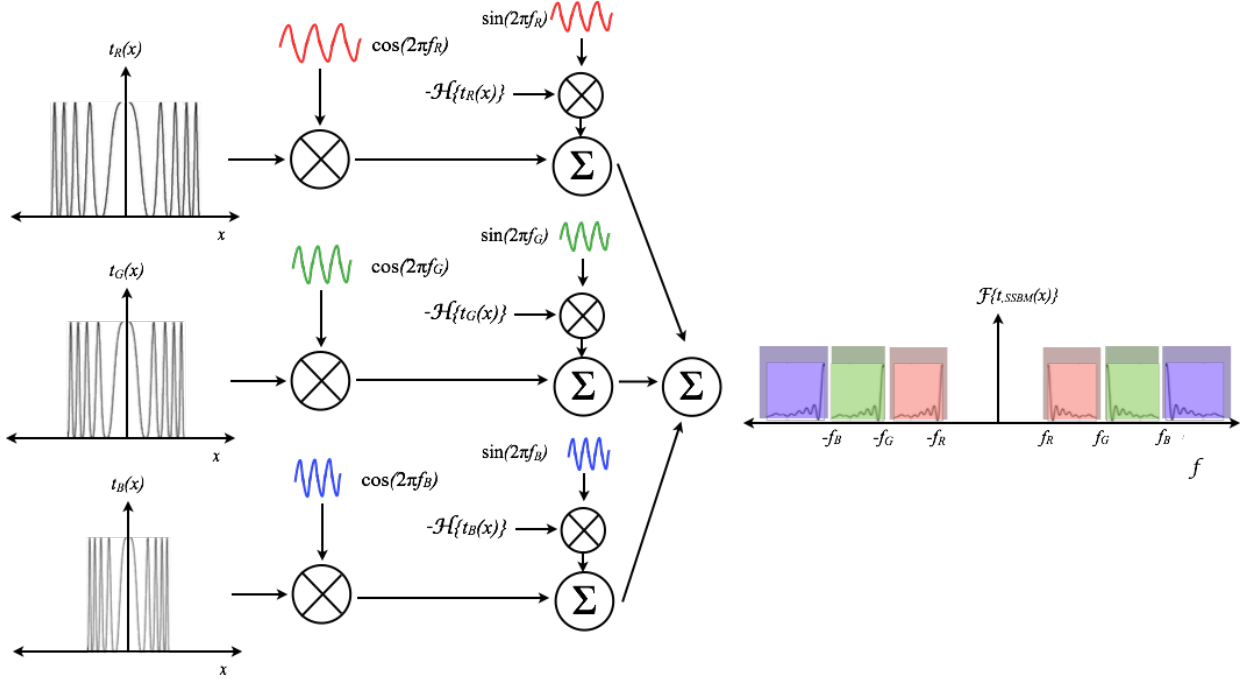 sin(2πf_R)
cos(2πf_R)
t_R(x)
-ℋ{t_R(x)}
Σ
x
sin(2πf_G)
t_G(x)
cos(2πf_G)
ℱ{t,SSBM(x)}
-ℋ{t_G(x)}
Σ
Σ
-f_B -f_G -f_R f_R f_G f_B
x
f
sin(2πf_B)
t_B(x)
cos(2πf_B)
-ℋ{t_B(x)}
Σ
x